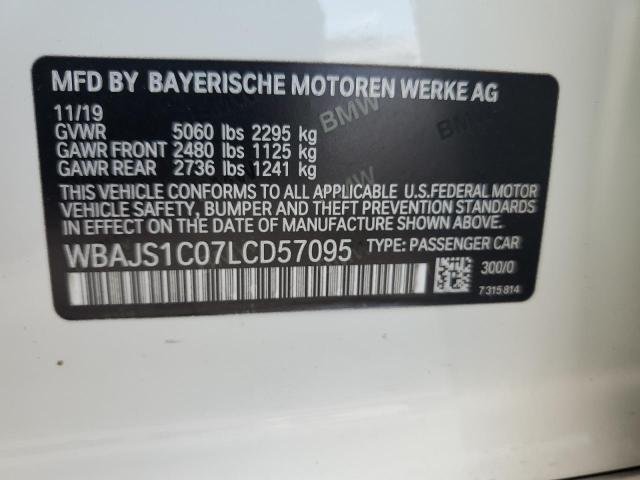 MFD BY BAYERISCHE MOTOREN WERKE AG
11/19
GVWR 5060 lbs 2295 kg
GAWR FRONT 2480 lbs 1125 kg
GAWR REAR 2736 lbs 1241 kg
THIS VEHICLE CONFORMS TO ALL APPLICABLE U.S.FEDERAL MOTOR
VEHICLE SAFETY, BUMPER AND THEFT PREVENTION STANDARDS
IN EFFECT ON THE DATE OF MANUFACTURE SHOWN ABOVE.
WBAJS1C07LCD57095 TYPE: PASSENGER CAR
300/0
7315814
BMW
BMW